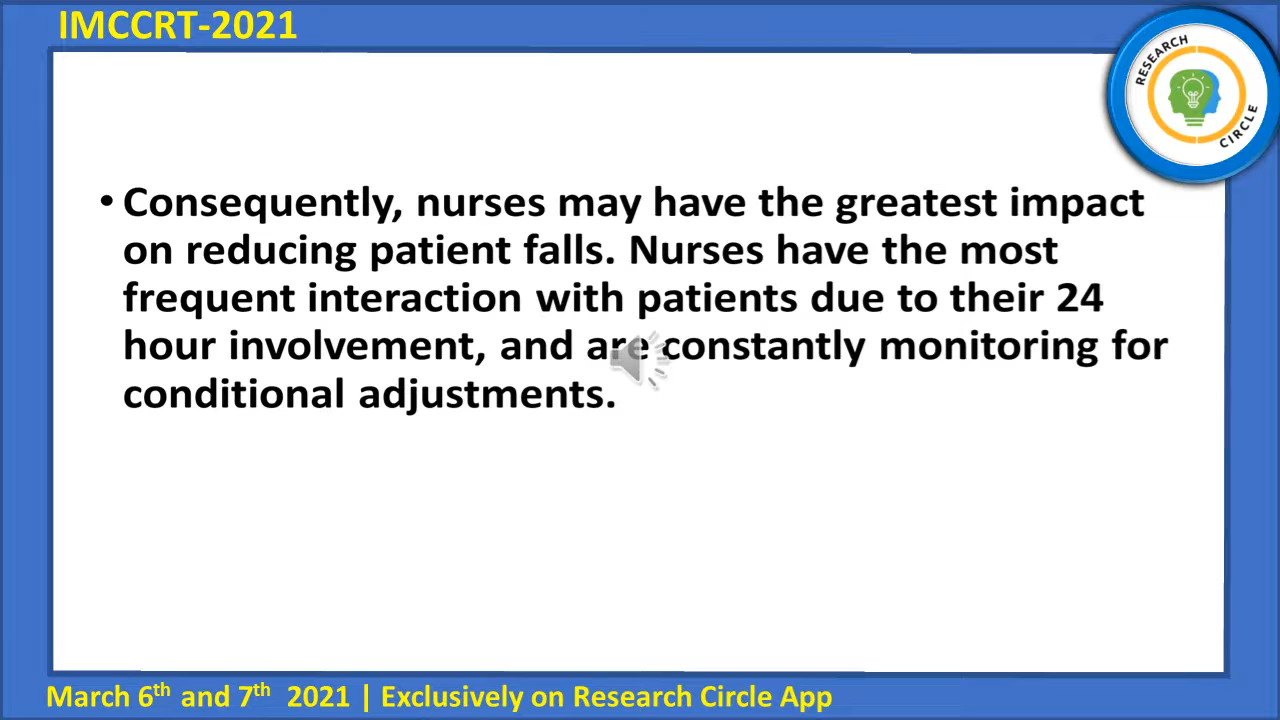 IMCCRT-2021
RESEARCH
CIRCLE
• Consequently, nurses may have the greatest impact
on reducing patient falls. Nurses have the most
frequent interaction with patients due to their 24
hour involvement, and are constantly monitoring for
conditional adjustments.
March 6th and 7th 2021 | Exclusively on Research Circle App